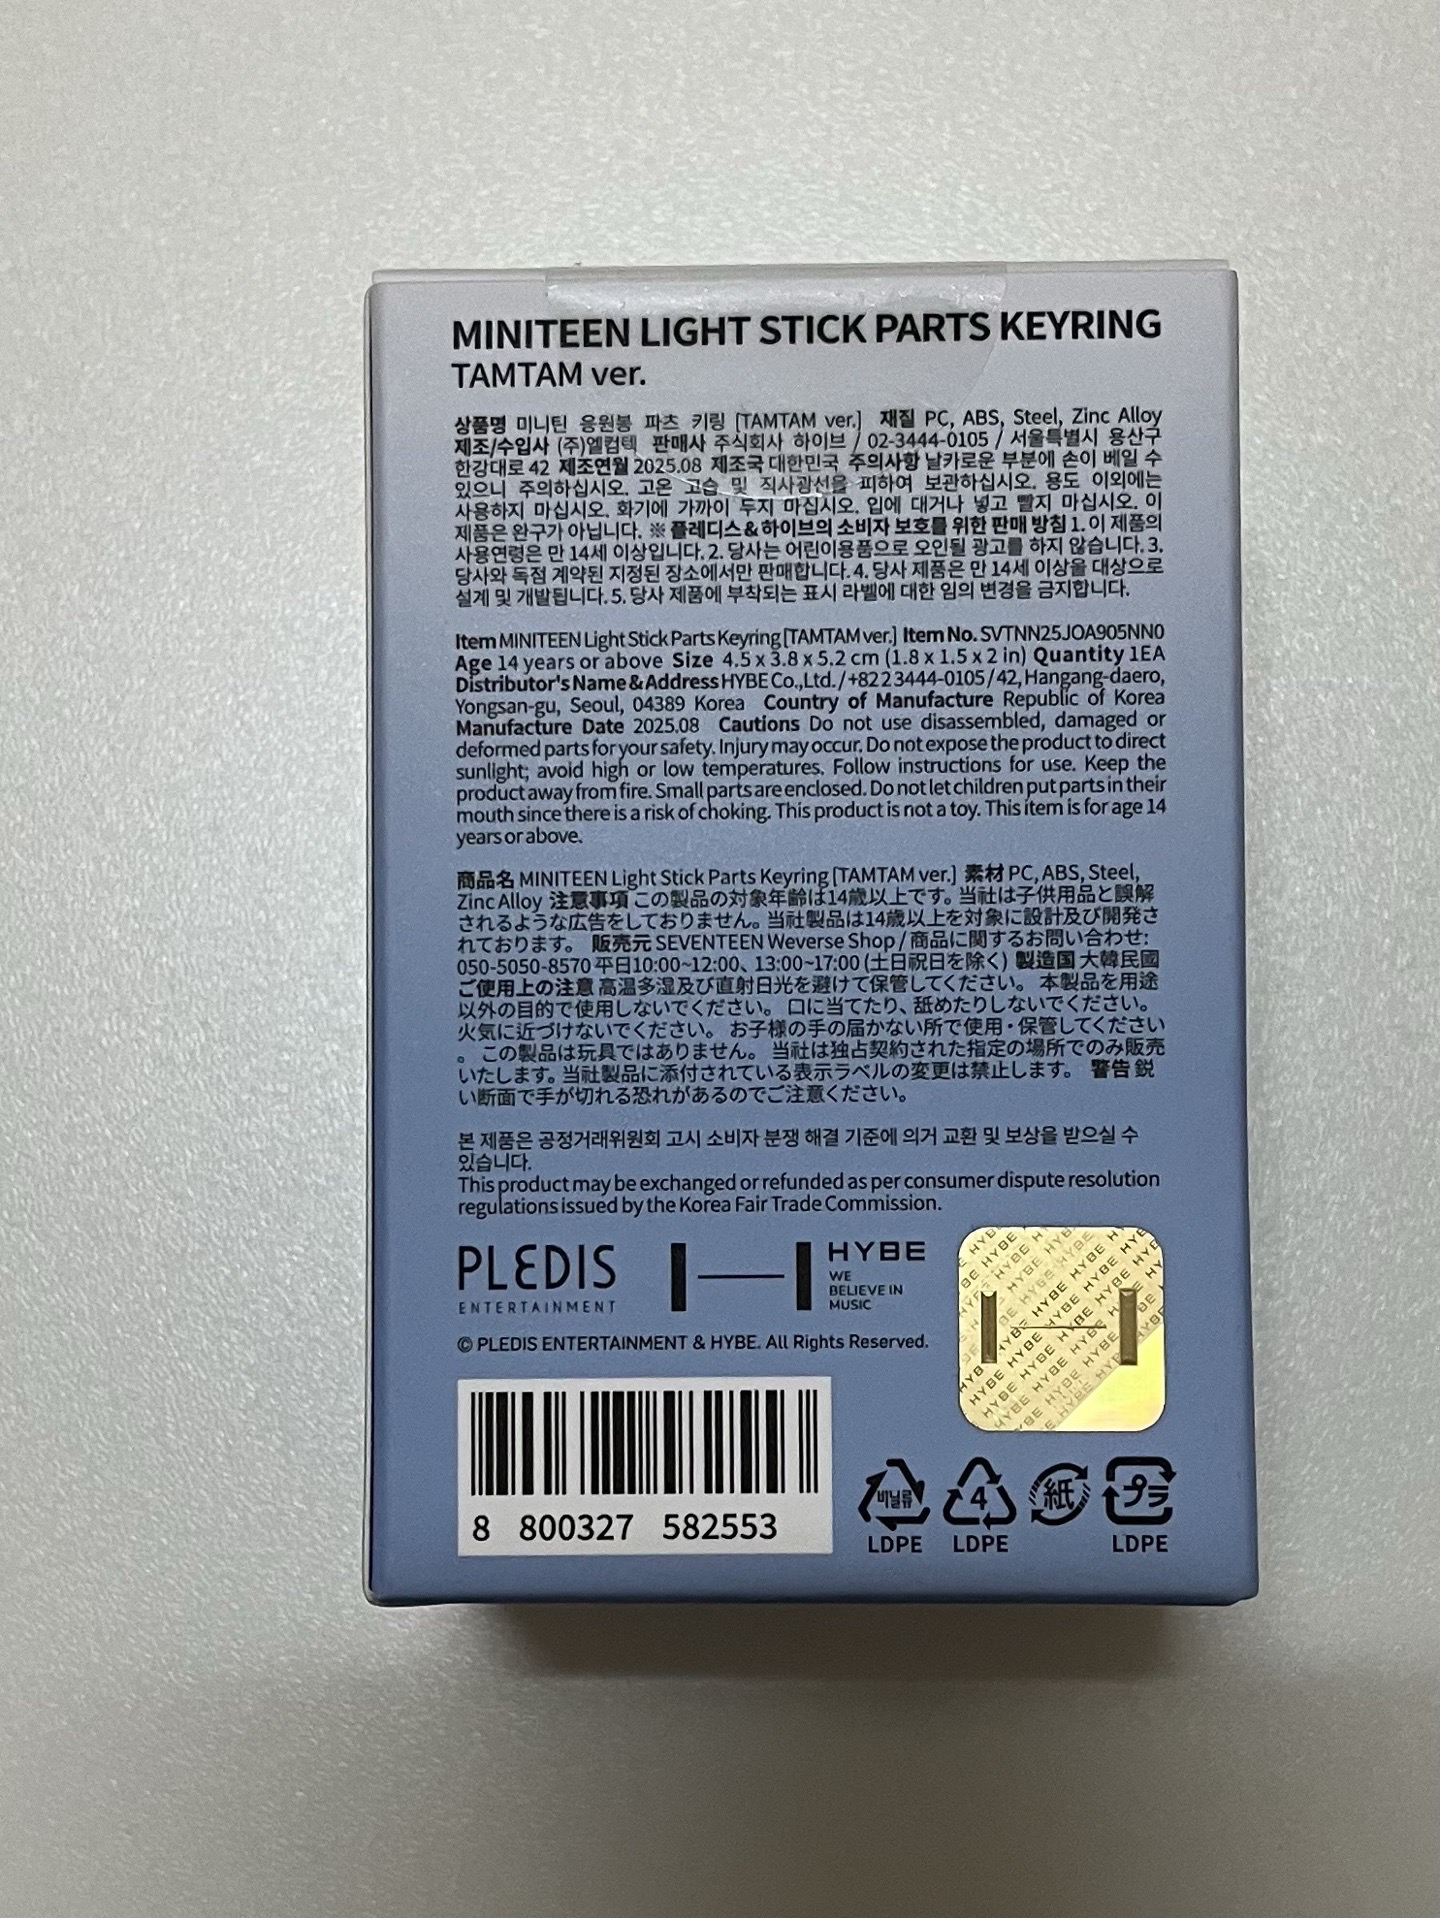 MINITEEN LIGHT STICK PARTS KEYRING
TAMTAM ver.
상품명 미니틴 응원봉 파츠 키링 [TAMTAM ver.] 재질 PC, ABS, Steel, Zinc Alloy
제조/수입사 (주)엘컴텍 판매사 주식회사 하이브 / 02-3444-0105 / 서울특별시 용산구
한강대로 42 제조연월 2025.08 제조국 대한민국 주의사항 날카로운 부분에 손이 베일 수
있으니 주의하십시오. 고온 고습 및 직사광선을 피하여 보관하십시오. 용도 이외에는
사용하지 마십시오. 화기에 가까이 두지 마십시오. 입에 대거나 넣고 빨지 마십시오. 이
제품은 완구가 아닙니다. ※ 플레디스&하이브의 소비자 보호를 위한 판매 방침 1. 이 제품의
사용연령은 만 14세 이상입니다. 2. 당사는 어린이용품으로 오인될 광고를 하지 않습니다. 3.
당사와 독점 계약된 지정된 장소에서만 판매합니다. 4. 당사 제품은 만 14세 이상을 대상으로
설계 및 개발됩니다. 5. 당사 제품에 부착되는 표시 라벨에 대한 임의 변경을 금지합니다.
Item MINITEEN Light Stick Parts Keyring [TAMTAM ver.] Item No. SVTNN25JOA905NN0
Age 14 years or above Size 4.5 x 3.8 x 5.2 cm (1.8 x 1.5 x 2 in) Quantity 1EA
Distributor's Name & Address HYBE Co., Ltd. / +82 2 3444-0105 / 42, Hangang-daero,
Yongsan-gu, Seoul, 04389 Korea Country of Manufacture Republic of Korea
Manufacture Date 2025.08 Cautions Do not use disassembled, damaged or
deformed parts for your safety. Injury may occur. Do not expose the product to direct
sunlight; avoid high or low temperatures. Follow instructions for use. Keep the
product away from fire. Small parts are enclosed. Do not let children put parts in their
mouth since there is a risk of choking. This product is not a toy. This item is for age 14
years or above.
商品名 MINITEEN Light Stick Parts Keyring [TAMTAM ver.] 素材 PC, ABS, Steel,
Zinc Alloy 注意事項 この製品の対象年齢は14歳以上です。当社は子供用品と誤解
されるような広告をしておりません。当社製品は14歳以上を対象に設計及び開発さ
れております。 販売元 SEVENTEEN Weverse Shop / 商品に関するお問い合わせ:
050-5050-8570 平日10:00~12:00、13:00~17:00 (土日祝日を除く) 製造国 大韓民國
ご使用上の注意 高温多湿及び直射日光を避けて保管してください。 本製品を用途
以外の目的で使用しないでください。 口に当てたり、舐めたりしないでください。
火気に近づけないでください。 お子様の手の届かない所で使用・保管してください
。 この製品は玩具ではありません。 当社は独占契約された指定の場所でのみ販売
いたします。当社製品に添付されている表示ラベルの変更は禁止します。 警告 鋭
い断面で手が切れる恐れがあるのでご注意ください。
본 제품은 공정거래위원회 고시 소비자 분쟁 해결 기준에 의거 교환 및 보상을 받으실 수
있습니다.
This product may be exchanged or refunded as per consumer dispute resolution
regulations issued by the Korea Fair Trade Commission.
PLEDIS
ENTERTAINMENT
HYBE
WE
BELIEVE IN
MUSIC
© PLEDIS ENTERTAINMENT & HYBE. All Rights Reserved.
8 800327 582553
비닐류
LDPE
4
LDPE
紙
プラ
LDPE